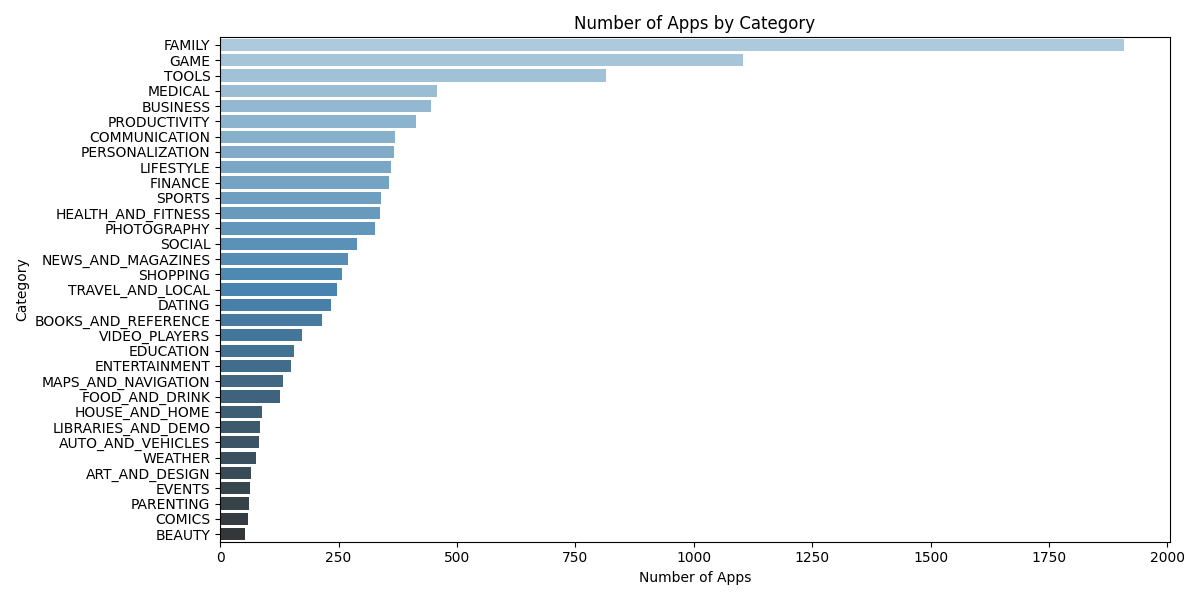 Number of Apps by Category
Category
FAMILY
GAME
TOOLS
MEDICAL
BUSINESS
PRODUCTIVITY
COMMUNICATION
PERSONALIZATION
LIFESTYLE
FINANCE
SPORTS
HEALTH_AND_FITNESS
PHOTOGRAPHY
SOCIAL
NEWS_AND_MAGAZINES
SHOPPING
TRAVEL_AND_LOCAL
DATING
BOOKS_AND_REFERENCE
VIDEO_PLAYERS
EDUCATION
ENTERTAINMENT
MAPS_AND_NAVIGATION
FOOD_AND_DRINK
HOUSE_AND_HOME
LIBRARIES_AND_DEMO
AUTO_AND_VEHICLES
WEATHER
ART_AND_DESIGN
EVENTS
PARENTING
COMICS
BEAUTY
0 250 500 750 1000 1250 1500 1750 2000
Number of Apps